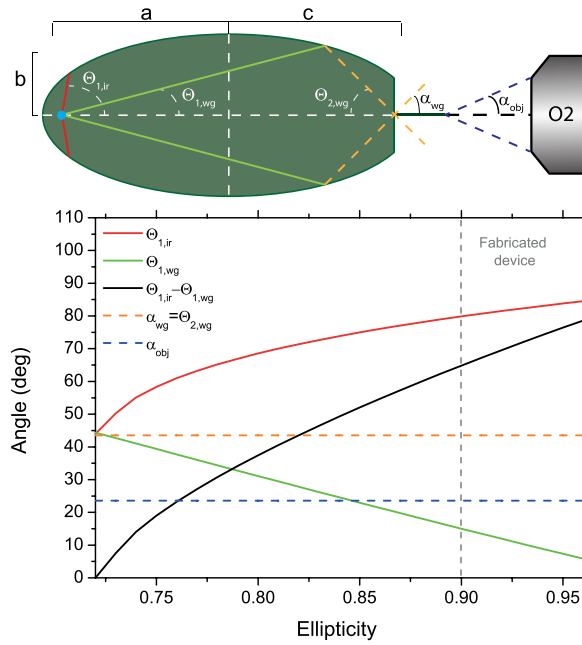 a c
b
Θ1,ir
Θ1,wg
Θ2,wg
αwg
αobj
O2
110
100
90
80
70
60
50
40
30
20
10
0
Angle (deg)
Θ1,ir
Θ1,wg
Θ1,ir−Θ1,wg
αwg=Θ2,wg
αobj
Fabricated
device
0.75 0.80 0.85 0.90 0.95
Ellipticity